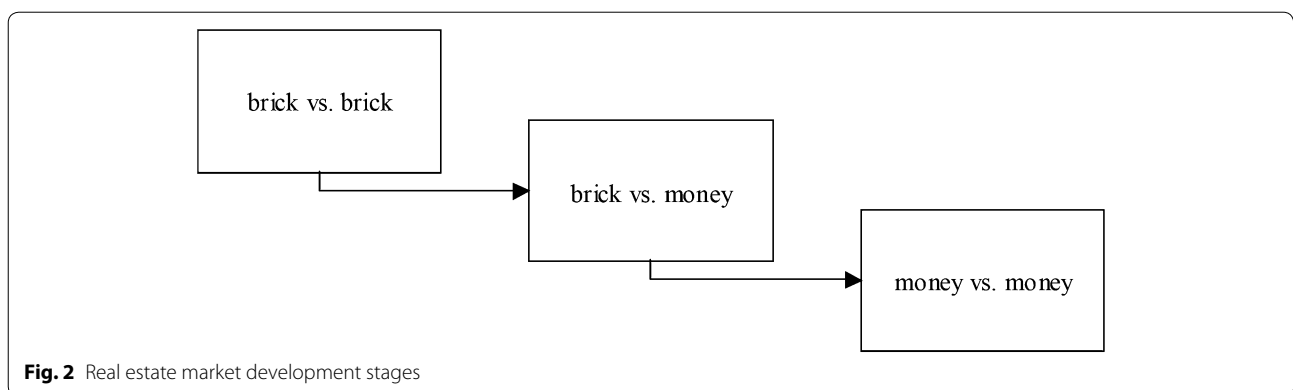 brick vs. brick
brick vs. money
money vs. money
Fig. 2 Real estate market development stages